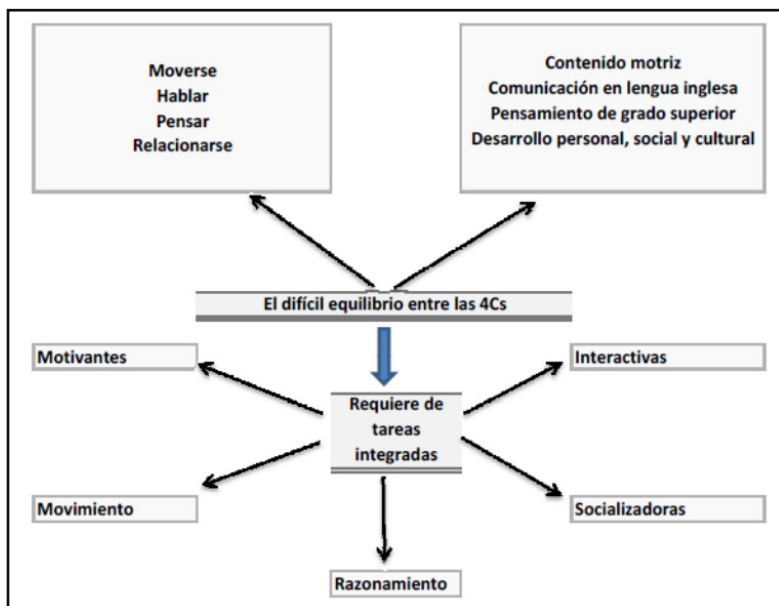 Moverse
Hablar
Pensar
Relacionarse
Contenido motriz
Comunicación en lengua inglesa
Pensamiento de grado superior
Desarrollo personal, social y cultural
El difícil equilibrio entre las 4Cs
Motivantes
Interactivas
Requiere de
tareas
integradas
Movimiento
Socializadoras
Razonamiento